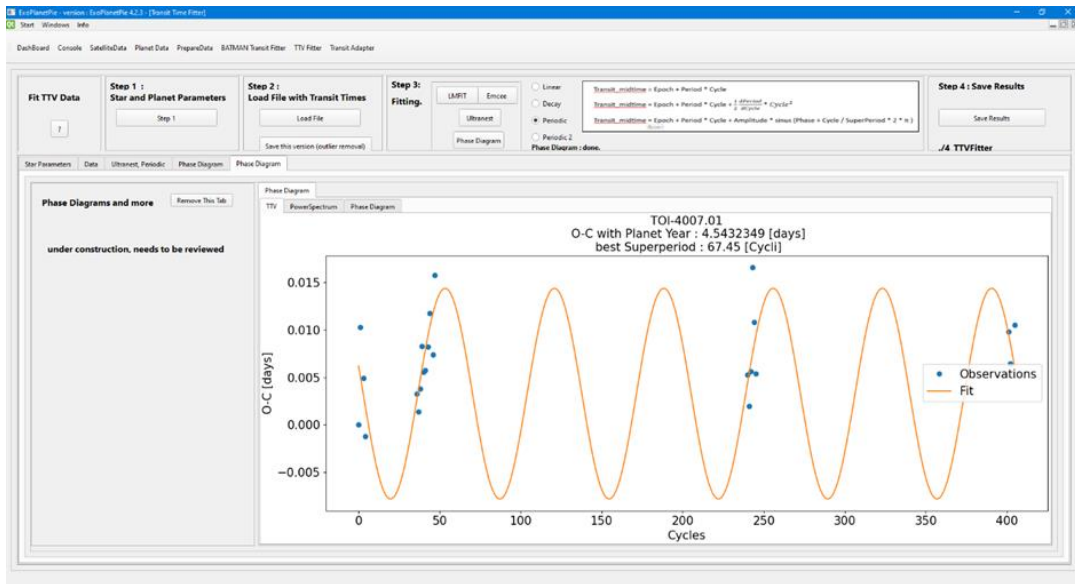 ExoPlanetPie - version : ExoPlanetPie 4.2.3 - [Transit Time Fitter]
Start Windows Info
DashBoard Console SatelliteData Planet Data PrepareData BATMAN Transit Fitter TTV Fitter Transit Adapter
Fit TTV Data
?
Step 1 :
Star and Planet Parameters
Step 1
Step 2 :
Load File with Transit Times
Load File
Save this version (outlier removal)
Step 3:
Fitting.
LMFIT Emcee
Ultranest
Phase Diagram
Linear
Decay
Periodic
Periodic 2
Phase Diagram : done.
Transit_midtime = Epoch + Period * Cycle
Transit_midtime = Epoch + Period * Cycle + 1/2 dPeriod/dCycle * Cycle²
Transit_midtime = Epoch + Period * Cycle + Amplitude * sinus (Phase + Cycle / SuperPeriod * 2 * π )
Step 4 : Save Results
Save Results
./4_TTVFitter
Star Parameters Data Ultranest, Periodic Phase Diagram Phase Diagram
Phase Diagrams and more
Remove This Tab
under construction, needs to be reviewed
Phase Diagram
TTV PowerSpectrum Phase Diagram
TOI-4007.01
O-C with Planet Year : 4.5432349 [days]
best Superperiod : 67.45 [Cycli]
O-C [days]
0.015
0.010
0.005
0.000
−0.005
Observations
Fit
0 50 100 150 200 250 300 350 400
Cycles